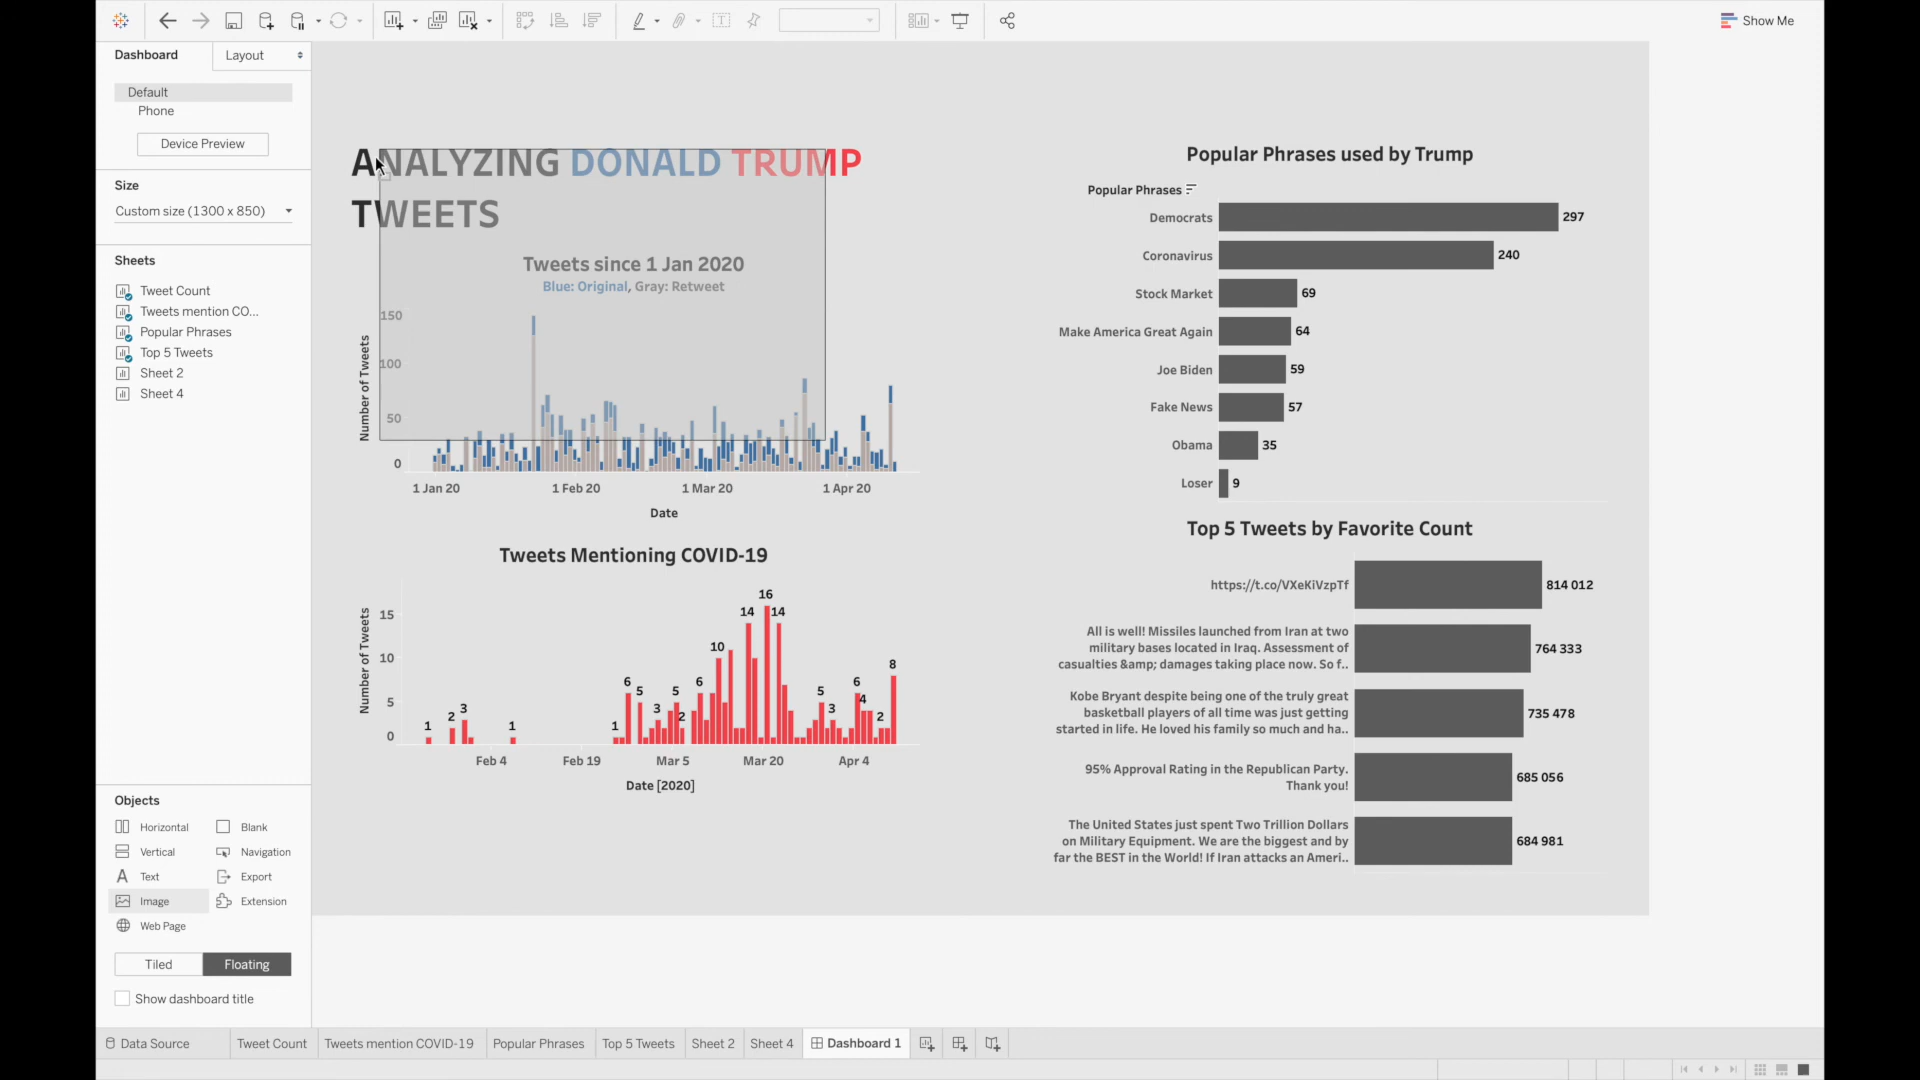 Show Me
Dashboard
Layout
Default
Phone
Device Preview
Size
Custom size (1300 x 850)
Sheets
Tweet Count
Tweets mention CO...
Popular Phrases
Top 5 Tweets
Sheet 2
Sheet 4
Objects
Horizontal
Blank
Vertical
Navigation
Text
Export
Image
Extension
Web Page
Tiled
Floating
Show dashboard title
ANALYZING DONALD TRUMP
TWEETS
Tweets since 1 Jan 2020
Blue: Original, Gray: Retweet
Number of Tweets
150
100
50
0
1 Jan 20
1 Feb 20
1 Mar 20
1 Apr 20
Date
Tweets Mentioning COVID-19
Number of Tweets
15
10
5
0
1
2
3
1
1
6
5
3
5
2
6
10
14
16
14
5
3
6
4
2
8
Feb 4
Feb 19
Mar 5
Mar 20
Apr 4
Date [2020]
Popular Phrases used by Trump
Popular Phrases
Democrats 297
Coronavirus 240
Stock Market 69
Make America Great Again 64
Joe Biden 59
Fake News 57
Obama 35
Loser 9
Top 5 Tweets by Favorite Count
https://t.co/VXeKiVzpTf 814 012
All is well! Missiles launched from Iran at two
military bases located in Iraq. Assessment of 764 333
casualties &amp; damages taking place now. So f..
Kobe Bryant despite being one of the truly great
basketball players of all time was just getting 735 478
started in life. He loved his family so much and ha..
95% Approval Rating in the Republican Party. 685 056
Thank you!
The United States just spent Two Trillion Dollars
on Military Equipment. We are the biggest and by 684 981
far the BEST in the World! If Iran attacks an Ameri..
Data Source
Tweet Count
Tweets mention COVID-19
Popular Phrases
Top 5 Tweets
Sheet 2
Sheet 4
Dashboard 1